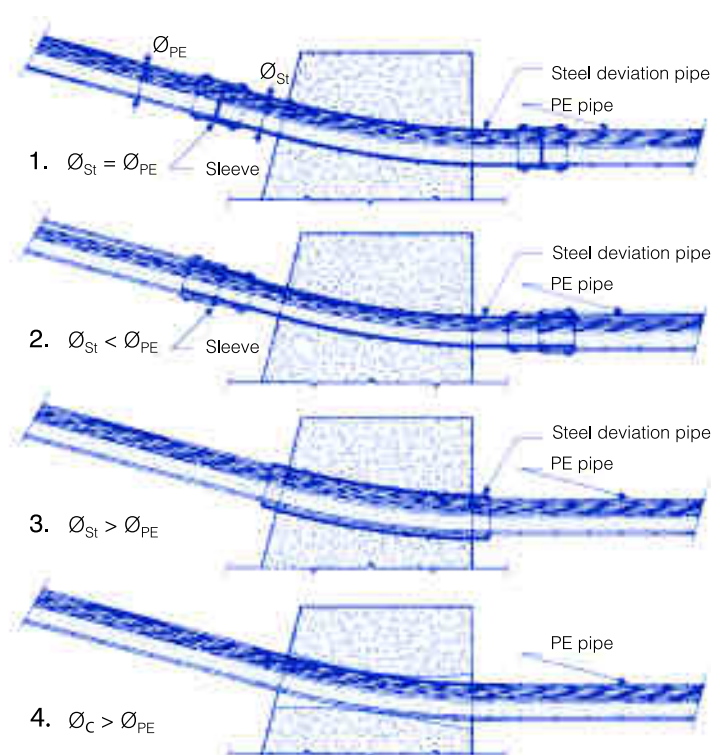 Ø_PE
Ø_St
Steel deviation pipe
PE pipe
1. Ø_St = Ø_PE
Sleeve
Steel deviation pipe
PE pipe
2. Ø_St < Ø_PE
Sleeve
Steel deviation pipe
PE pipe
3. Ø_St > Ø_PE
PE pipe
4. Ø_C > Ø_PE